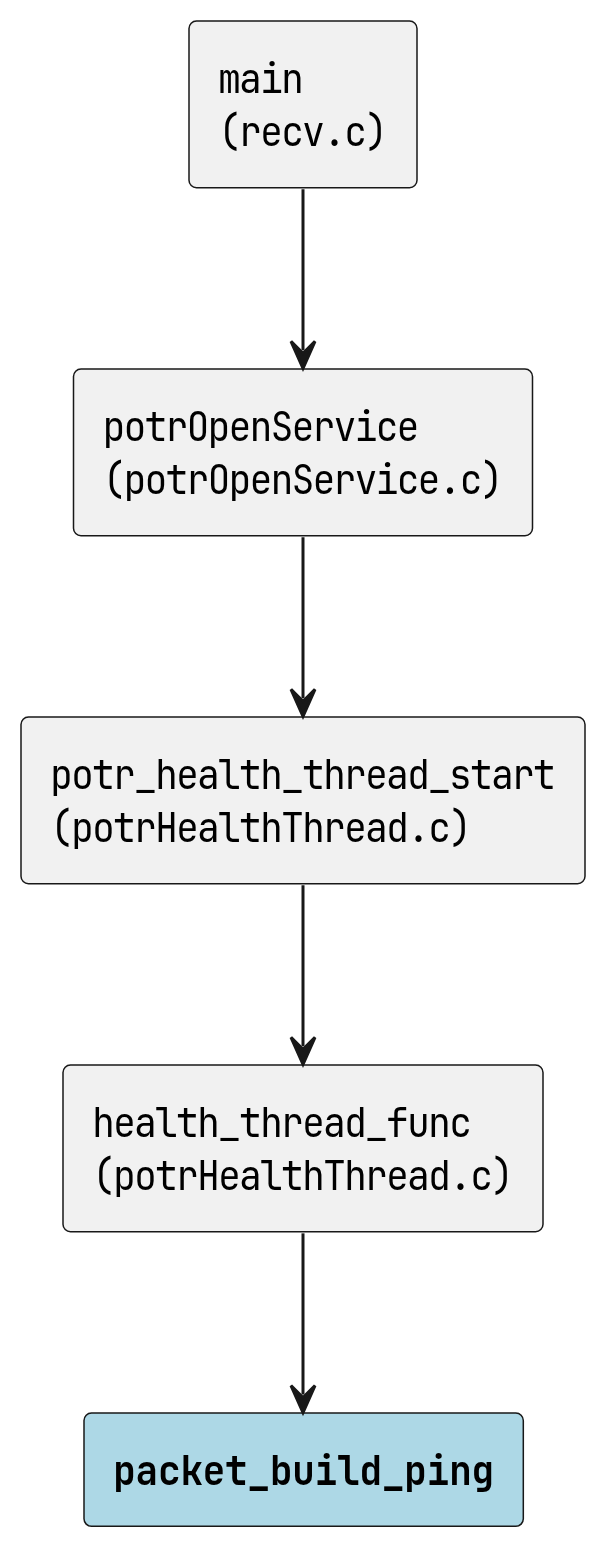 main
(recv.c)
potrOpenService
(potrOpenService.c)
potr_health_thread_start
(potrHealthThread.c)
health_thread_func
(potrHealthThread.c)
packet_build_ping